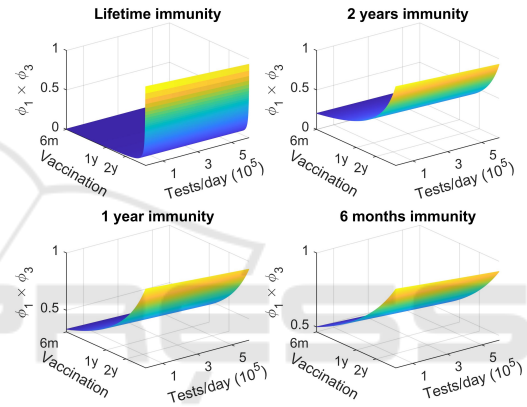 Lifetime immunity
1
0.5
0
ϕ1 × ϕ3
6m
1y
2y
Vaccination
1
3
5
Tests/day (10^5)
2 years immunity
1
0.5
0
ϕ1 × ϕ3
6m
1y
2y
Vaccination
1
3
5
Tests/day (10^5)
1 year immunity
1
0.5
ϕ1 × ϕ3
6m
1y
2y
Vaccination
1
3
5
Tests/day (10^5)
6 months immunity
1
0.5
ϕ1 × ϕ3
6m
1y
2y
Vaccination
1
3
5
Tests/day (10^5)